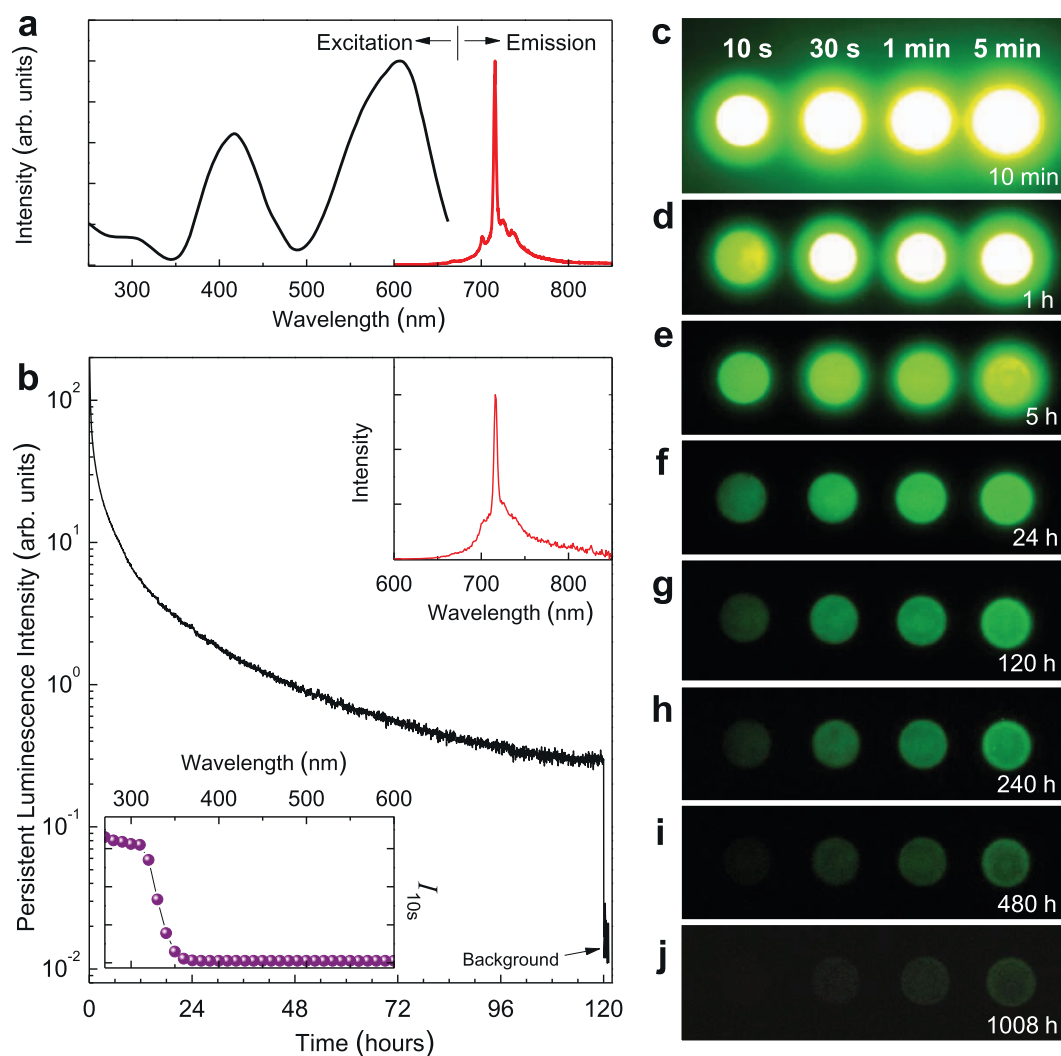 a
Excitation
Emission
Intensity (arb. units)
300 400 500 600 700 800
Wavelength (nm)
b
Persistent Luminescence Intensity (arb. units)
10²
10¹
10⁰
10⁻¹
10⁻²
Intensity
600 700 800
Wavelength (nm)
Wavelength (nm)
300 400 500 600
I10s
Background
0 24 48 72 96 120
Time (hours)
c
10 s 30 s 1 min 5 min
10 min
d
1 h
e
5 h
f
24 h
g
120 h
h
240 h
i
480 h
j
1008 h